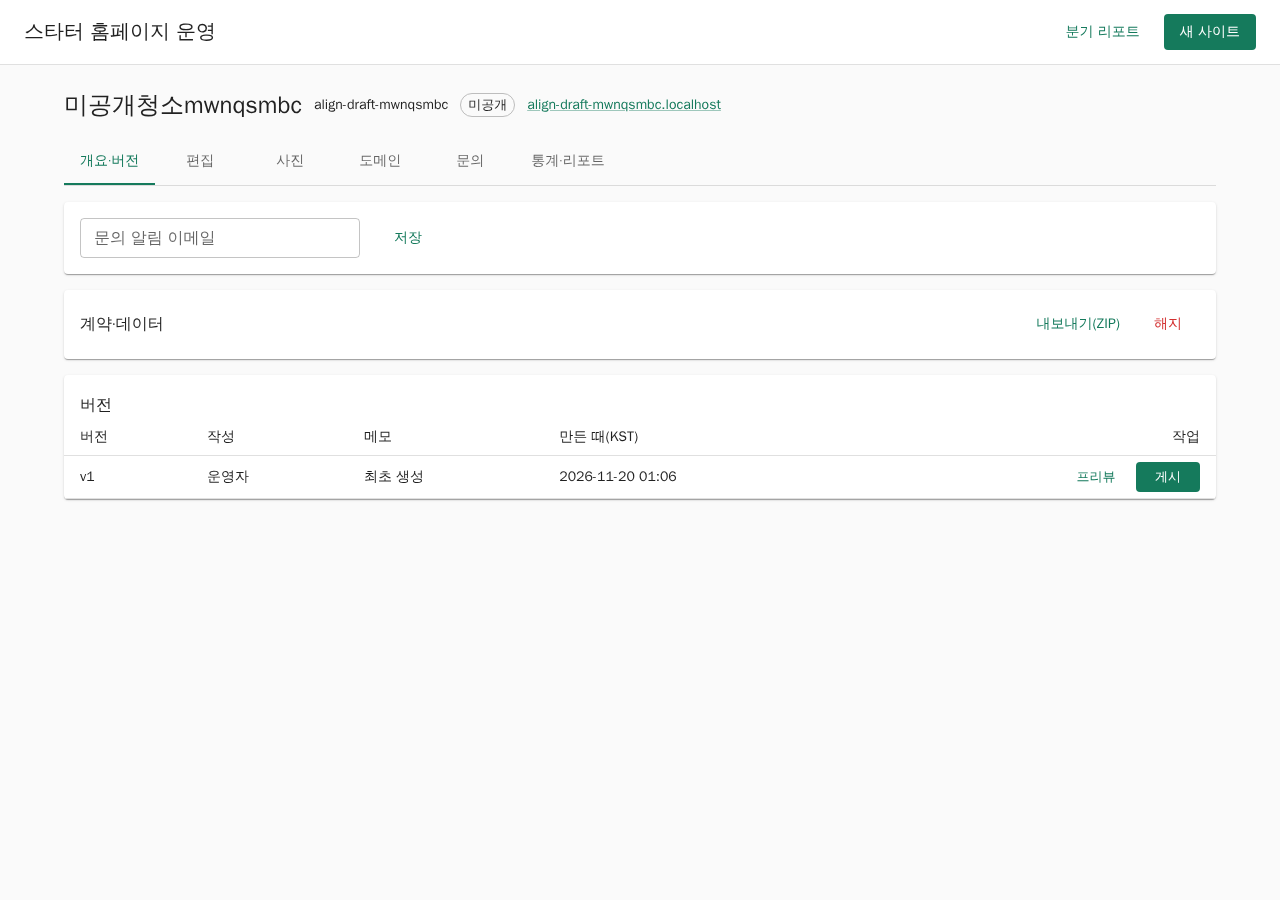 스타터 홈페이지 운영
분기 리포트
새 사이트
미공개청소mwnqsmbc align-draft-mwnqsmbc 미공개 align-draft-mwnqsmbc.localhost
개요·버전 편집 사진 도메인 문의 통계·리포트
문의 알림 이메일 저장
계약·데이터 내보내기(ZIP) 해지
버전
버전 작성 메모 만든 때(KST) 작업
v1 운영자 최초 생성 2026-11-20 01:06 프리뷰 게시